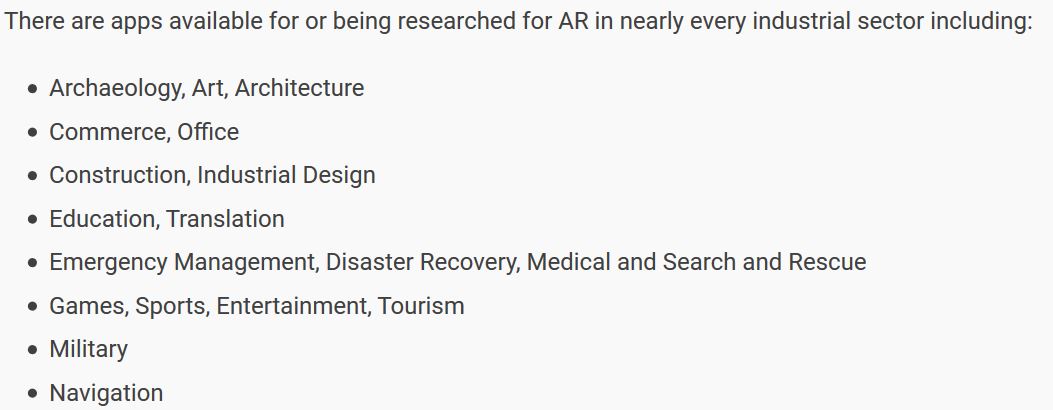 There are apps available for or being researched for AR in nearly every industrial sector including:
• Archaeology, Art, Architecture
• Commerce, Office
• Construction, Industrial Design
• Education, Translation
• Emergency Management, Disaster Recovery, Medical and Search and Rescue
• Games, Sports, Entertainment, Tourism
• Military
• Navigation